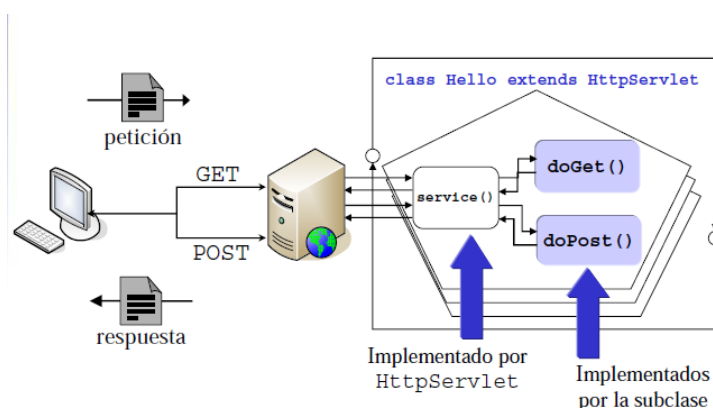 class Hello extends HttpServlet
petición
GET
POST
service()
doGet()
doPost()
respuesta
Implementado por
HttpServlet
Implementados
por la subclase